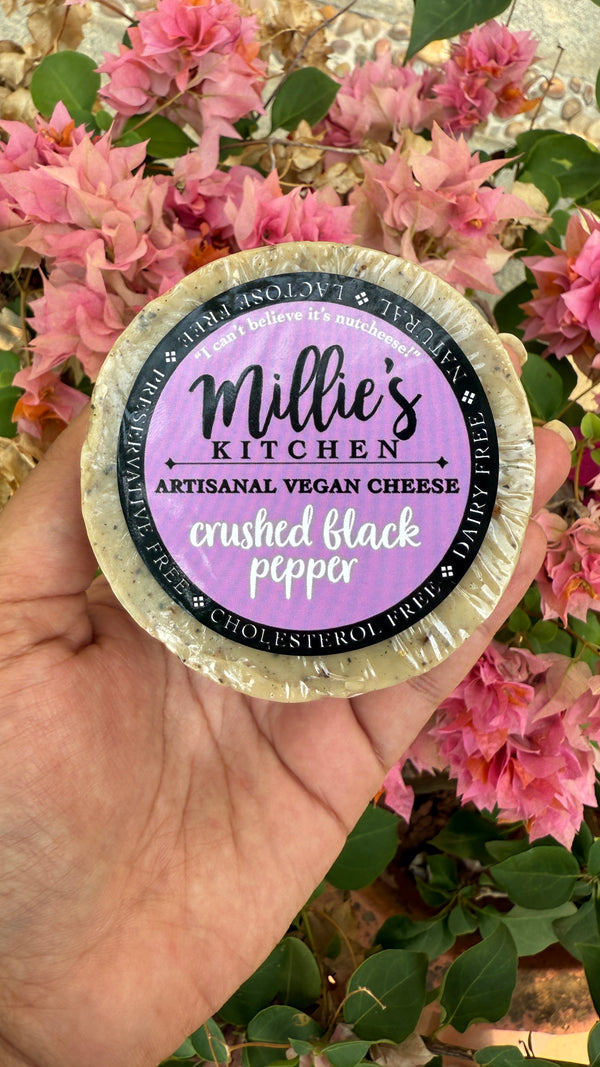 "I can't believe it's nutcheese!"
Millie's
KITCHEN
ARTISANAL VEGAN CHEESE
crushed black
pepper
PRESERVATIVE FREE
LACTOSE FREE
NATURAL
DAIRY FREE
CHOLESTEROL FREE